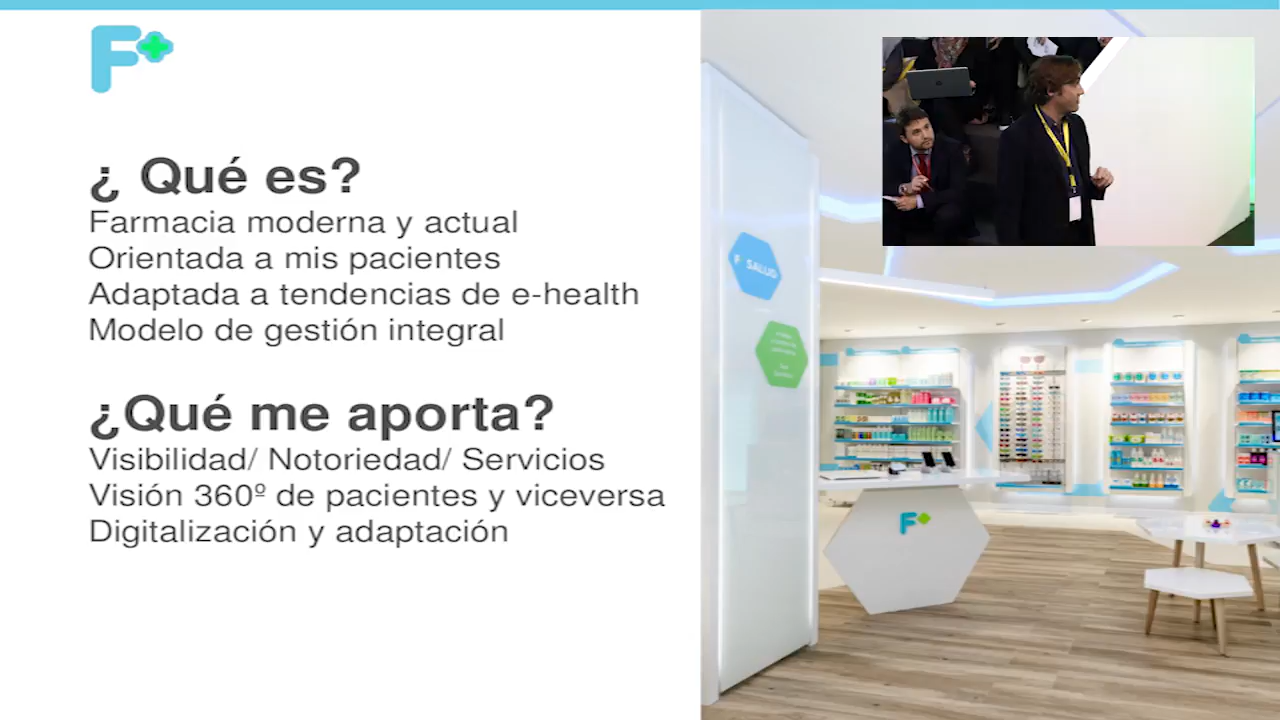 F+
¿ Qué es?
Farmacia moderna y actual
Orientada a mis pacientes
Adaptada a tendencias de e-health
Modelo de gestión integral
¿Qué me aporta?
Visibilidad/ Notoriedad/ Servicios
Visión 360º de pacientes y viceversa
Digitalización y adaptación
F SALUD
F+